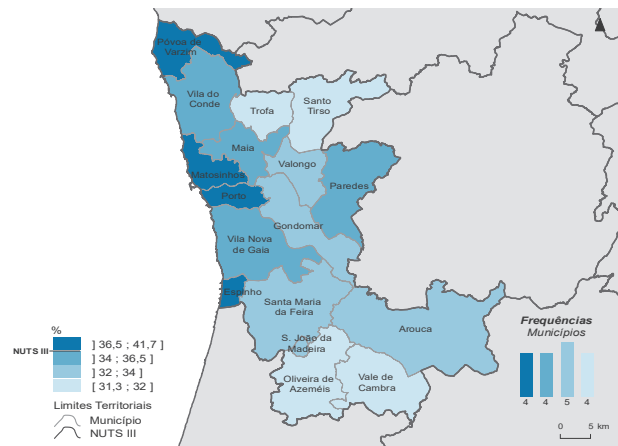 Póvoa de
Varzim
Vila do
Conde
Trofa
Santo
Tirso
Maia
Valongo
Matosinhos
Paredes
Porto
Gondomar
Vila Nova
de Gaia
Espinho
Santa Maria
da Feira
Arouca
S. João da
Madeira
Oliveira de
Azeméis
Vale de
Cambra
%
NUTS III
] 36,5 ; 41,7 ]
] 34 ; 36,5 ]
] 32 ; 34 ]
[ 31,3 ; 32 ]
Limites Territoriais
Município
NUTS III
Frequências
Municípios
4 4 5 4
0 5 km